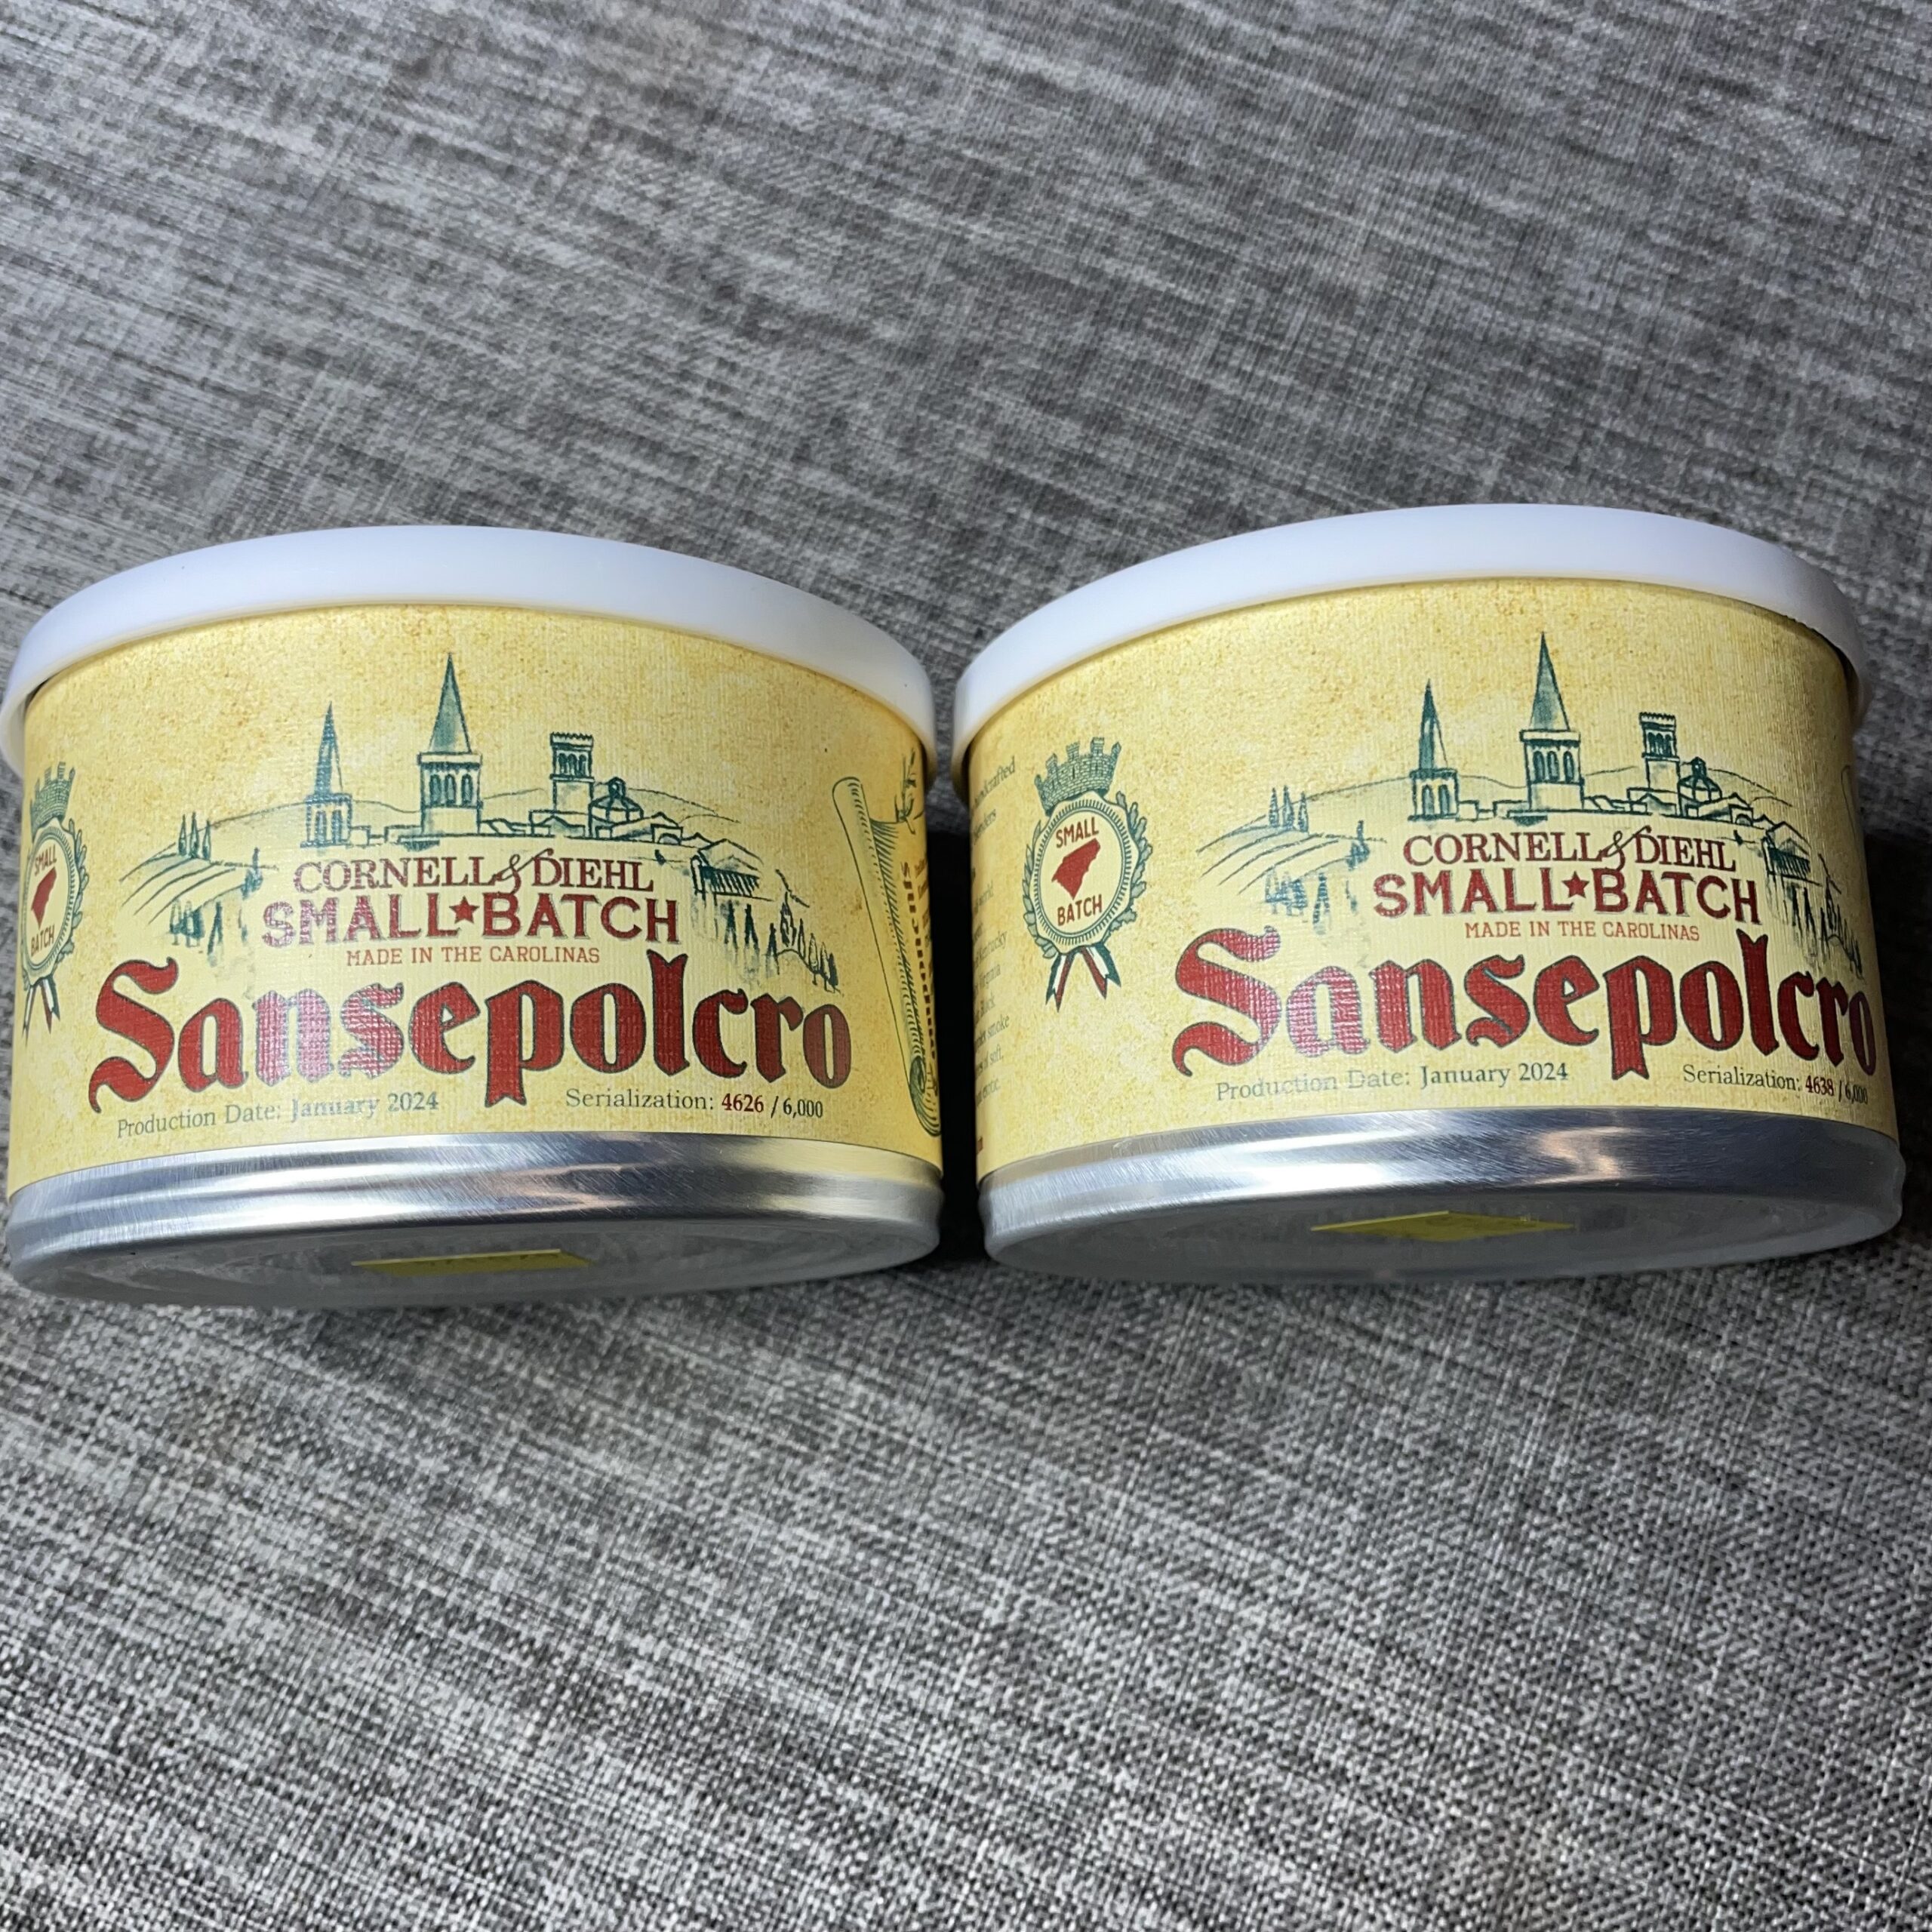 SMALL
BATCH
CORNELL & DIEHL
SMALL★BATCH
MADE IN THE CAROLINAS
Sansepolcro
Production Date: January 2024
Serialization: 4626 / 6,000
SMALL
BATCH
CORNELL & DIEHL
SMALL★BATCH
MADE IN THE CAROLINAS
Sansepolcro
Production Date: January 2024
Serialization: 4638 / 6,000
smoke